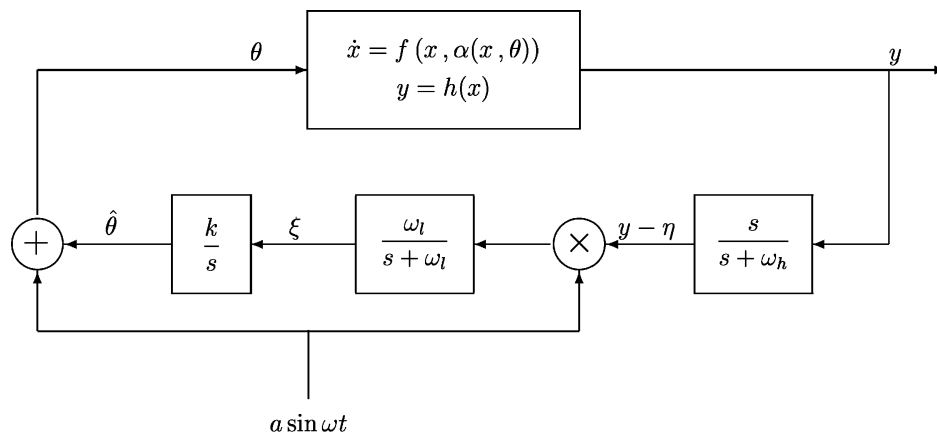 θ
ẋ = f (x , α(x , θ))
y = h(x)
y
+
θ̂
k/s
ξ
ω_l/(s + ω_l)
×
y − η
s/(s + ω_h)
a sin ωt